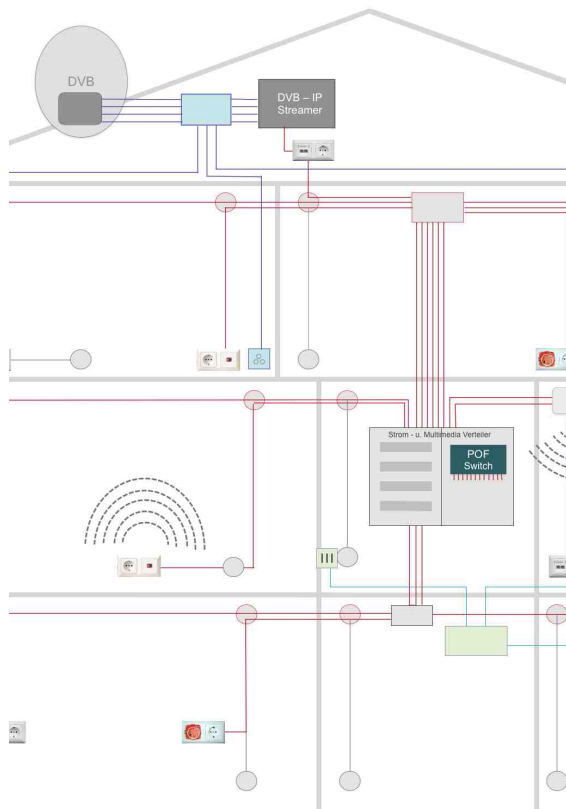 DVB
DVB – IP
Streamer
Strom - u. Multimedia Verteiler
POF
Switch